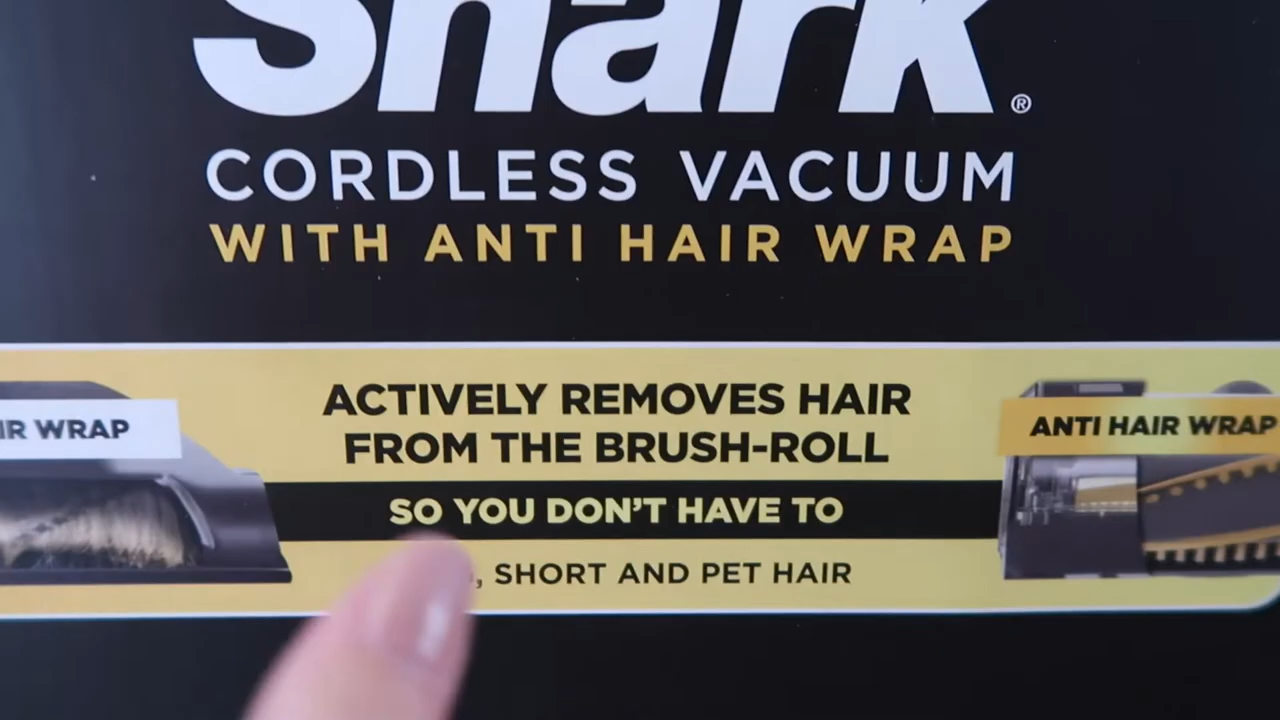 Shark®
CORDLESS VACUUM
WITH ANTI HAIR WRAP
ACTIVELY REMOVES HAIR
FROM THE BRUSH-ROLL
WRAP
ANTI HAIR WRAP
SO YOU DON'T HAVE TO
, SHORT AND PET HAIR